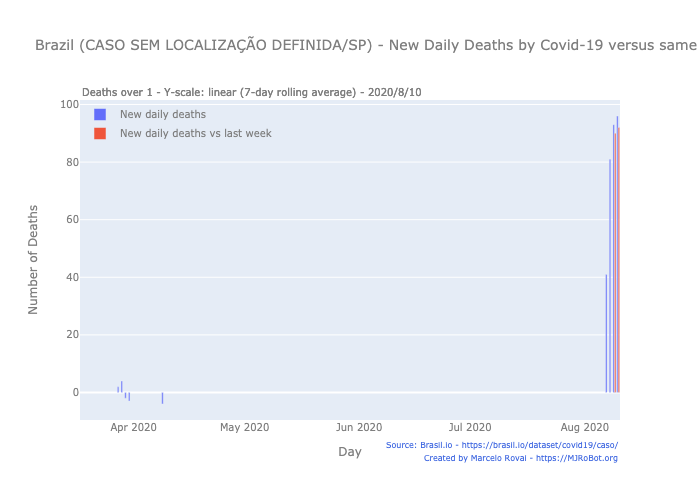 Brazil (CASO SEM LOCALIZAÇÃO DEFINIDA/SP) - New Daily Deaths by Covid-19 versus same
Deaths over 1 - Y-scale: linear (7-day rolling average) - 2020/8/10
New daily deaths
New daily deaths vs last week
100
80
60
40
20
0
Number of Deaths
Apr 2020 May 2020 Jun 2020 Jul 2020 Aug 2020
Day
Source: Brasil.io - https://brasil.io/dataset/covid19/caso/
Created by Marcelo Rovai - https://MJRoBot.org